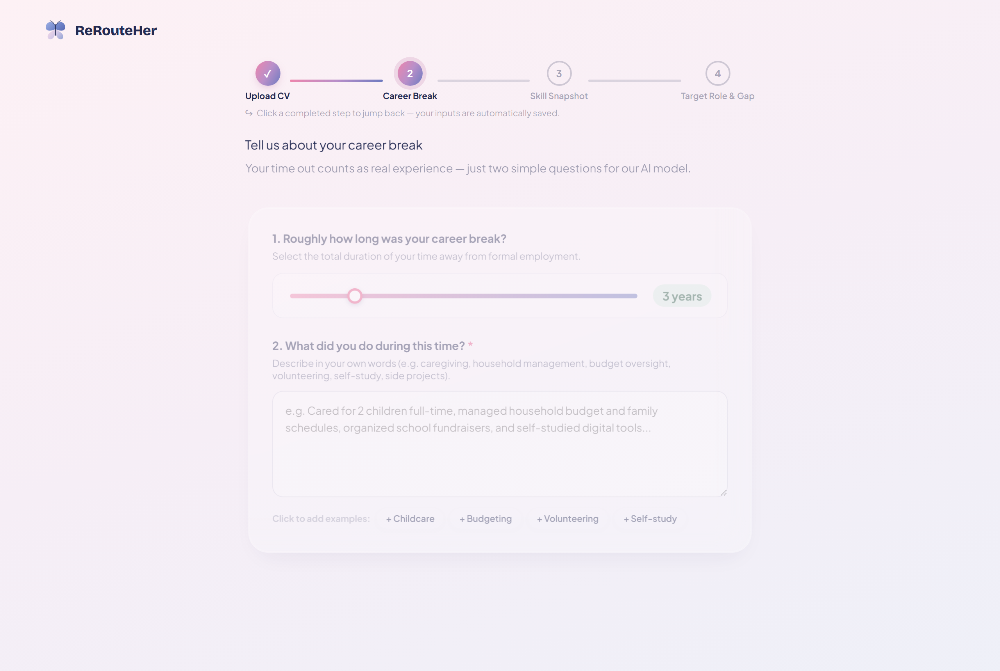 ReRouteHer
✓ 2 3 4
Upload CV Career Break Skill Snapshot Target Role & Gap
↪ Click a completed step to jump back — your inputs are automatically saved.
Tell us about your career break
Your time out counts as real experience — just two simple questions for our AI model.
1. Roughly how long was your career break?
Select the total duration of your time away from formal employment.
3 years
2. What did you do during this time? *
Describe in your own words (e.g. caregiving, household management, budget oversight,
volunteering, self-study, side projects).
e.g. Cared for 2 children full-time, managed household budget and family
schedules, organized school fundraisers, and self-studied digital tools...
Click to add examples: + Childcare + Budgeting + Volunteering + Self-study